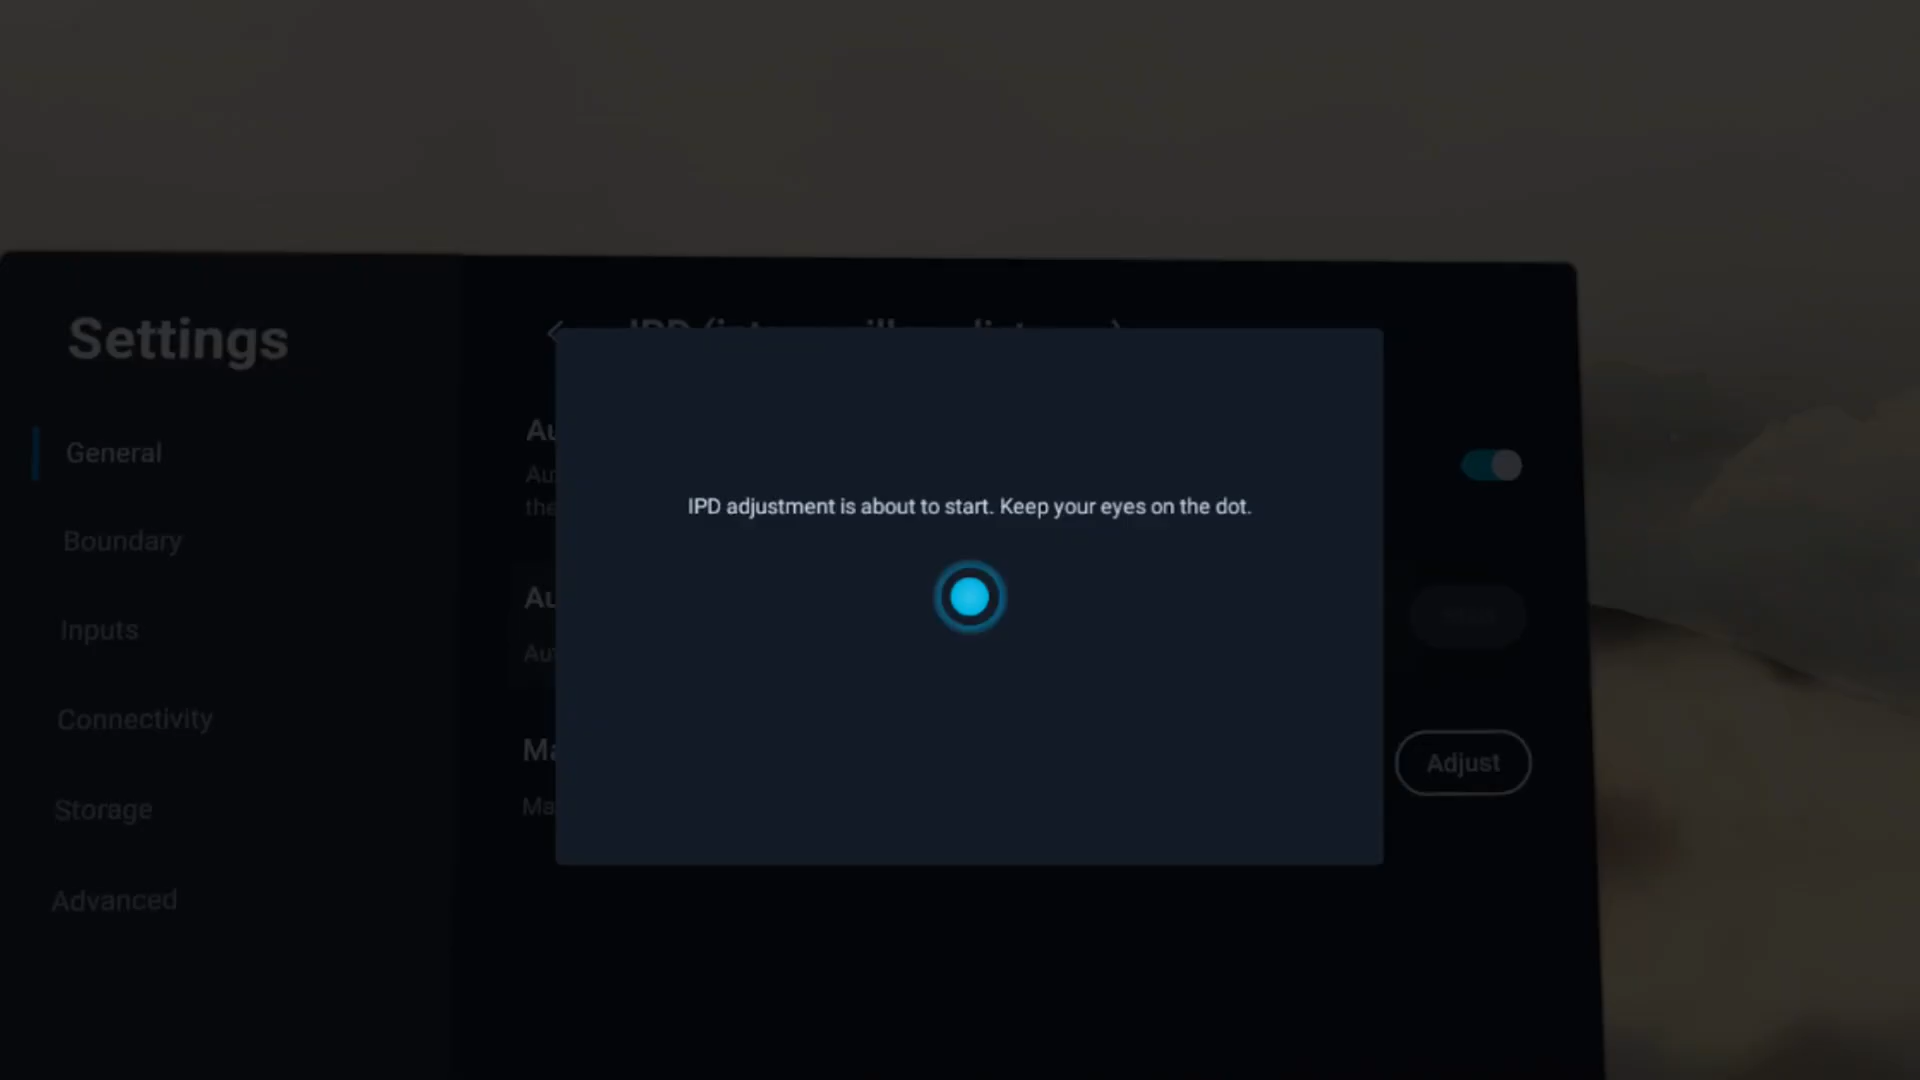 Settings
General
Boundary
Inputs
Connectivity
Storage
Advanced
IPD adjustment is about to start. Keep your eyes on the dot.
Adjust